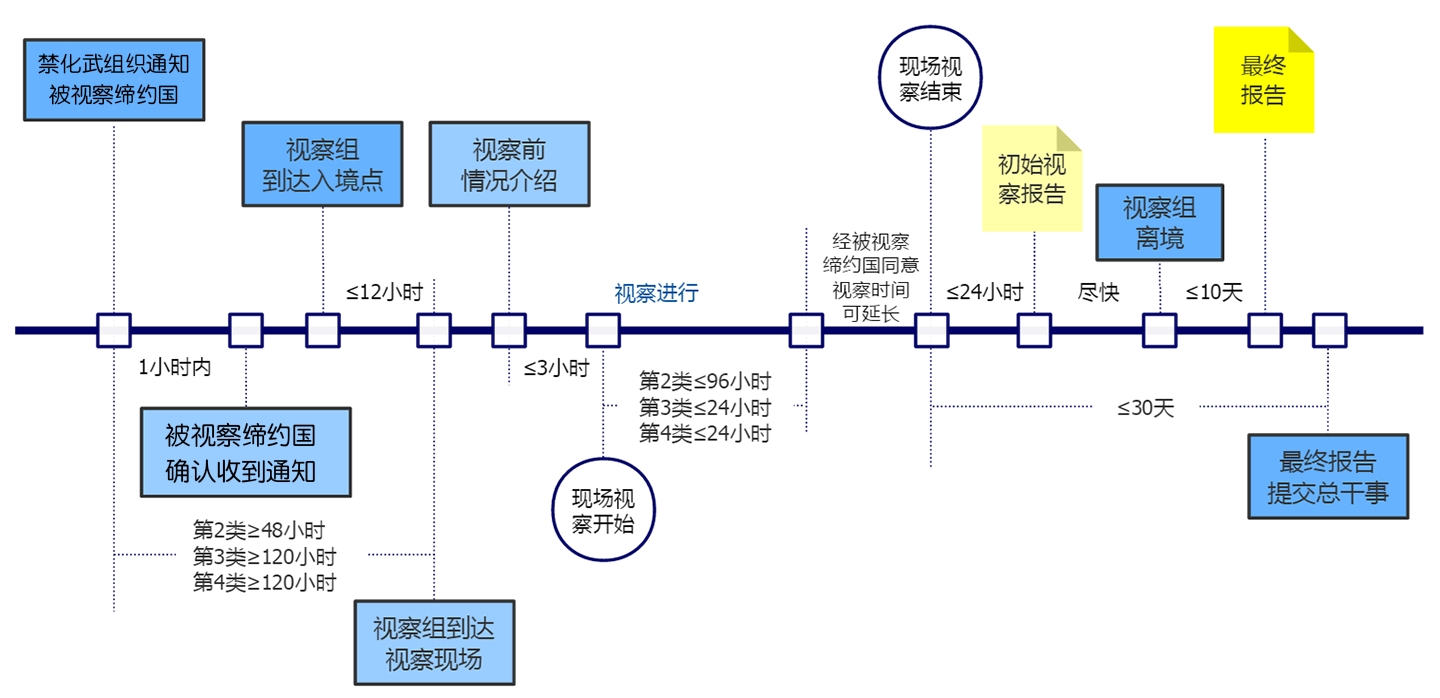 禁化武组织通知
被视察缔约国
视察组
到达入境点
视察前
情况介绍
现场视
察结束
初始视
察报告
视察组
离境
最终
报告
≤12小时
视察进行
经被视察
缔约国同意
视察时间
可延长
≤24小时
尽快
≤10天
1小时内
≤3小时
被视察缔约国
确认收到通知
第2类≤96小时
第3类≤24小时
第4类≤24小时
≤30天
现场视
察开始
最终报告
提交总干事
第2类≥48小时
第3类≥120小时
第4类≥120小时
视察组到达
视察现场